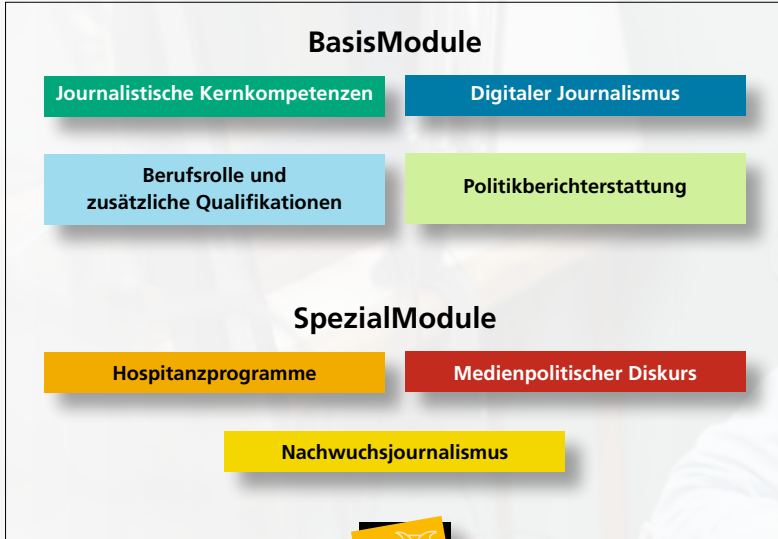 BasisModule
Journalistische Kernkompetenzen
Digitaler Journalismus
Berufsrolle und
zusätzliche Qualifikationen
Politikberichterstattung
SpezialModule
Hospitanzprogramme
Medienpolitischer Diskurs
Nachwuchsjournalismus